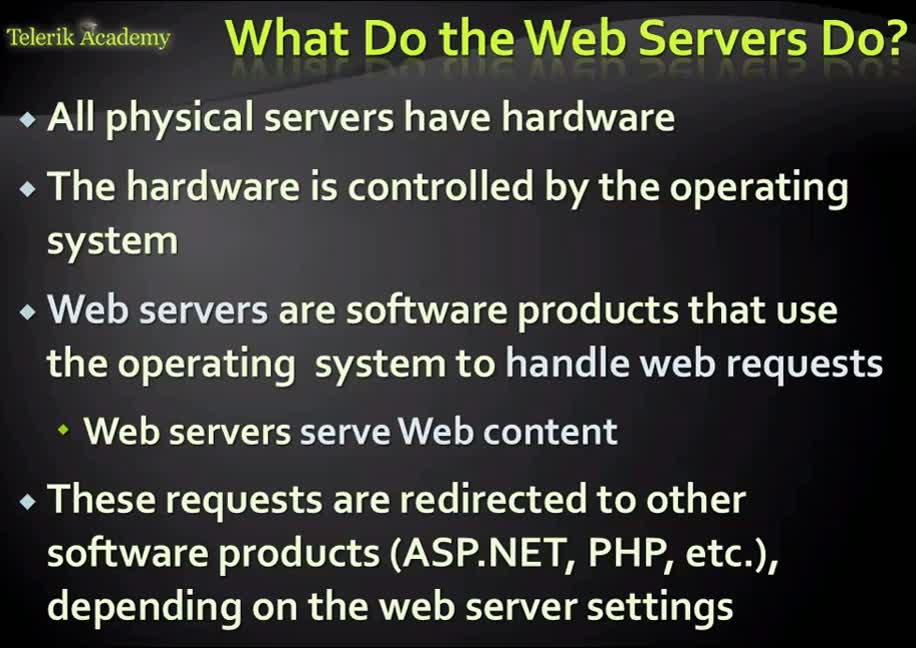 Telerik Academy
What Do the Web Servers Do?
All physical servers have hardware
The hardware is controlled by the operating
system
Web servers are software products that use
the operating  system to handle web requests
Web servers serve Web content
These requests are redirected to other
software products (ASP.NET, PHP, etc.),
depending on the web server settings